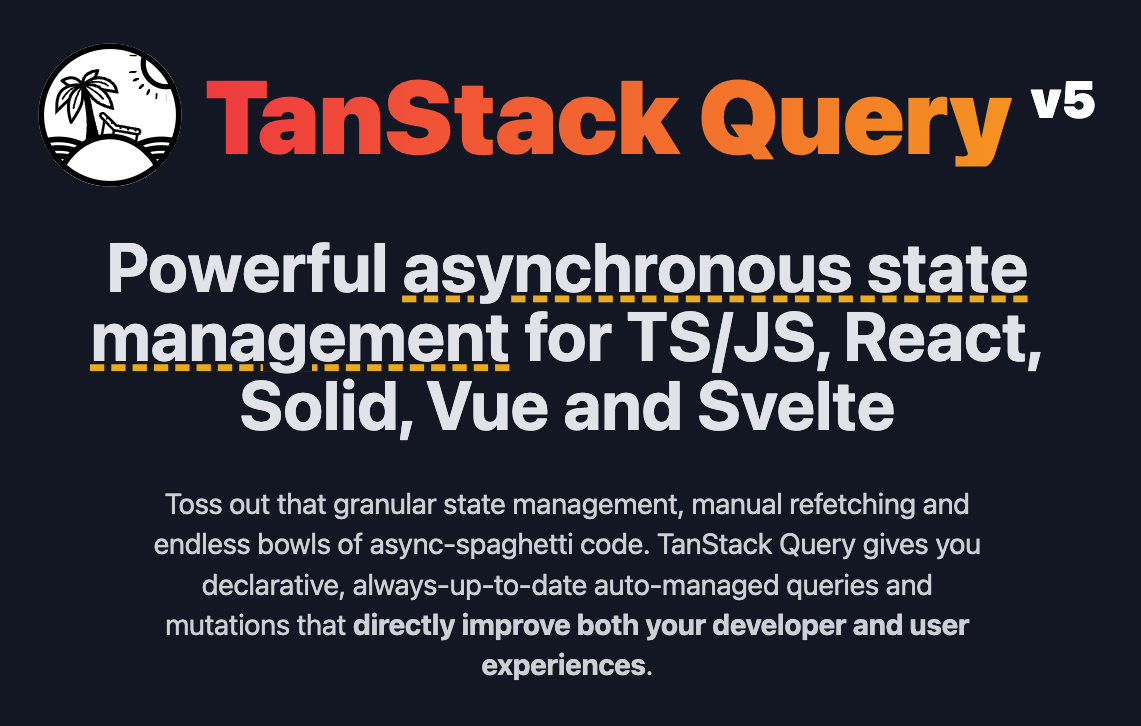 TanStack Query v5
Powerful asynchronous state
management for TS/JS, React,
Solid, Vue and Svelte
Toss out that granular state management, manual refetching and
endless bowls of async-spaghetti code. TanStack Query gives you
declarative, always-up-to-date auto-managed queries and
mutations that directly improve both your developer and user
experiences.